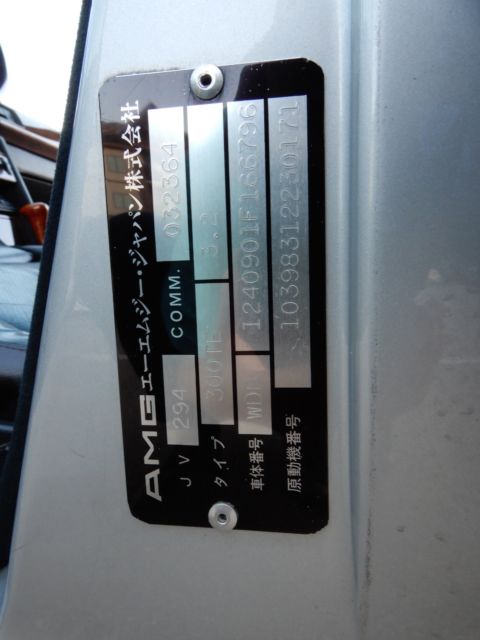 AMG エーエムジー・ジャパン株式会社
JV 294 COMM. 032364
タイプ 300TE 3.2
車体番号 WDB 1240901F166796
原動機番号 10398312230171